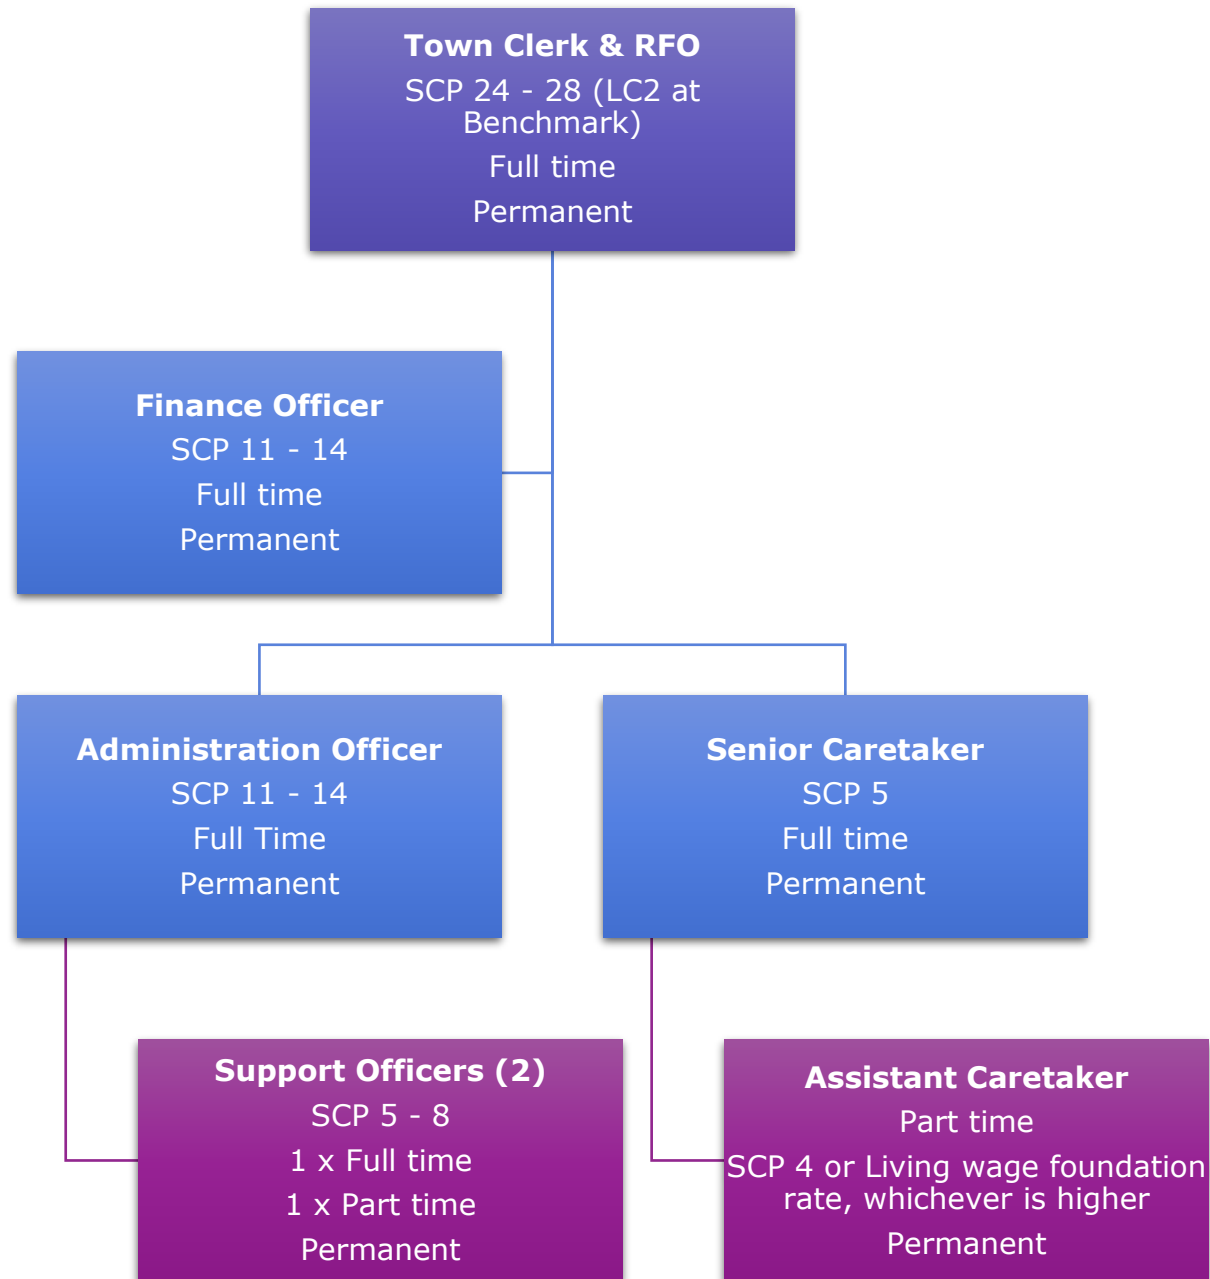 Town Clerk & RFO
SCP 24 - 28 (LC2 at
Benchmark)
Full time
Permanent
Finance Officer
SCP 11 - 14
Full time
Permanent
Administration Officer
SCP 11 - 14
Full Time
Permanent
Senior Caretaker
SCP 5
Full time
Permanent
Support Officers (2)
SCP 5 - 8
1 x Full time
1 x Part time
Permanent
Assistant Caretaker
Part time
SCP 4 or Living wage foundation
rate, whichever is higher
Permanent